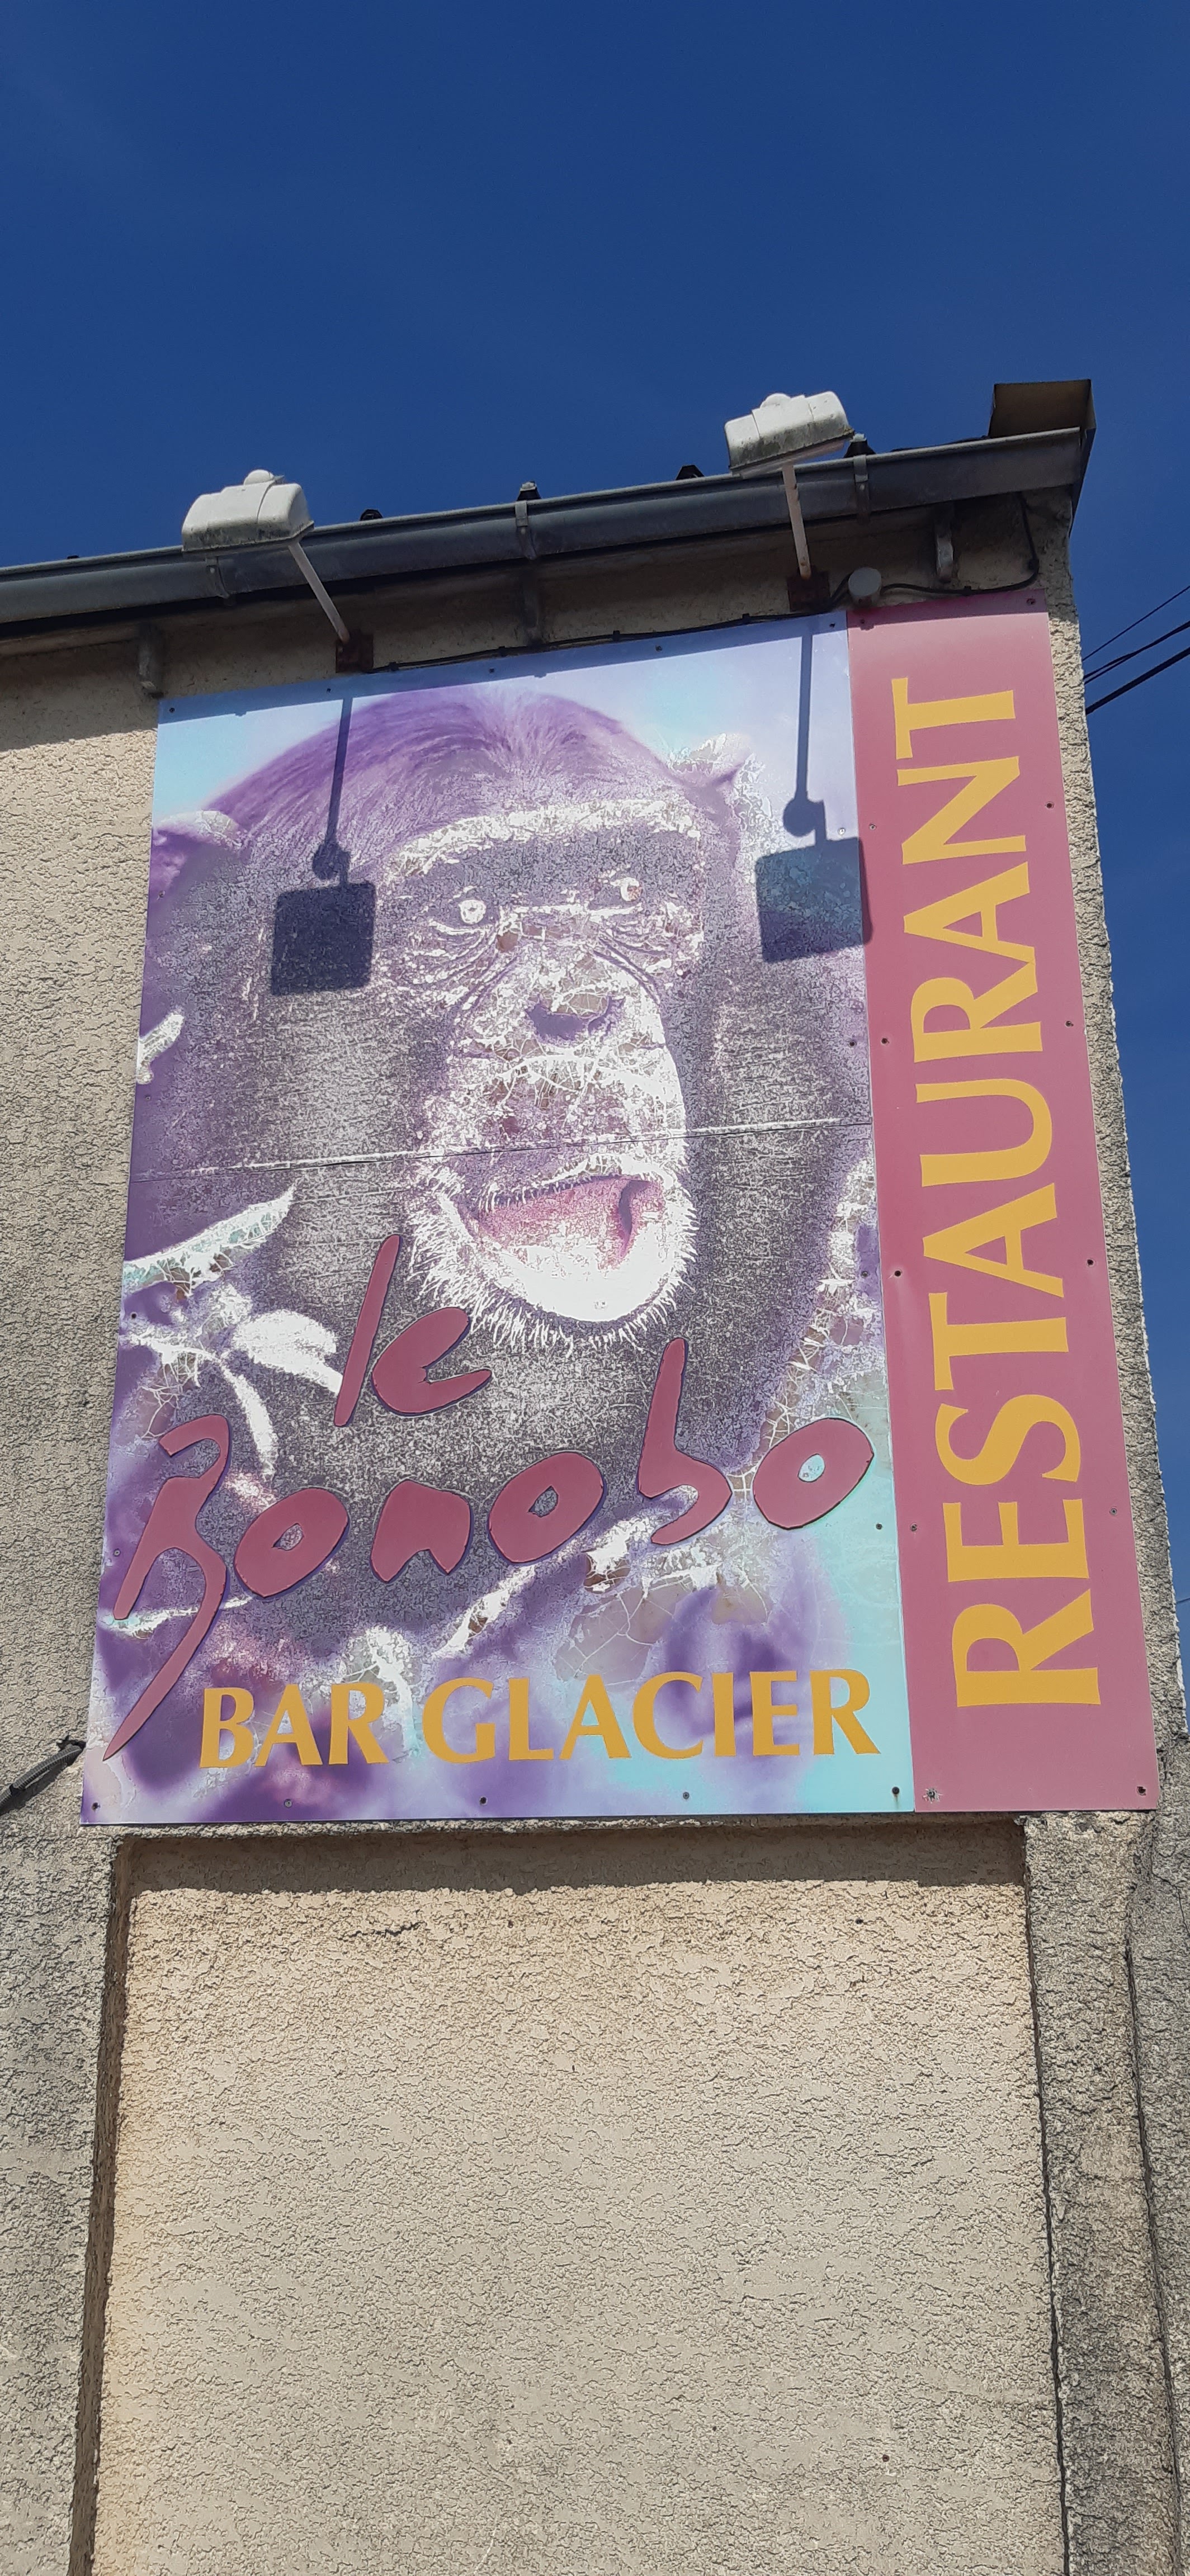 le
Bonobo
BAR GLACIER
RESTAURANT